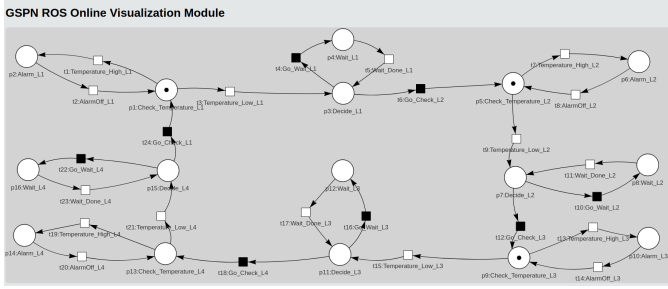 GSPN ROS Online Visualization Module
p4:Wait_L1
t4:Go_Wait_L1
t5:Wait_Done_L1
t1:Temperature_High_L1
p2:Alarm_L1
t2:AlarmOff_L1
p1:Check_Temperature_L1
t3:Temperature_Low_L1
p3:Decide_L1
t6:Go_Check_L2
t7:Temperature_High_L2
p6:Alarm_L2
p5:Check_Temperature_L2
t8:AlarmOff_L2
t24:Go_Check_L1
t9:Temperature_Low_L2
t22:Go_Wait_L4
p16:Wait_L4
t23:Wait_Done_L4
p15:Decide_L4
p12:Wait_L3
t11:Wait_Done_L2
p8:Wait_L2
p7:Decide_L2
t10:Go_Wait_L2
t21:Temperature_Low_L4
t17:Wait_Done_L3
t16:Go_Wait_L3
t19:Temperature_High_L4
t12:Go_Check_L3
t13:Temperature_High_L3
p14:Alarm_L4
t20:AlarmOff_L4
p13:Check_Temperature_L4
t18:Go_Check_L4
p11:Decide_L3
t15:Temperature_Low_L3
p9:Check_Temperature_L3
p10:Alarm_L3
t14:AlarmOff_L3